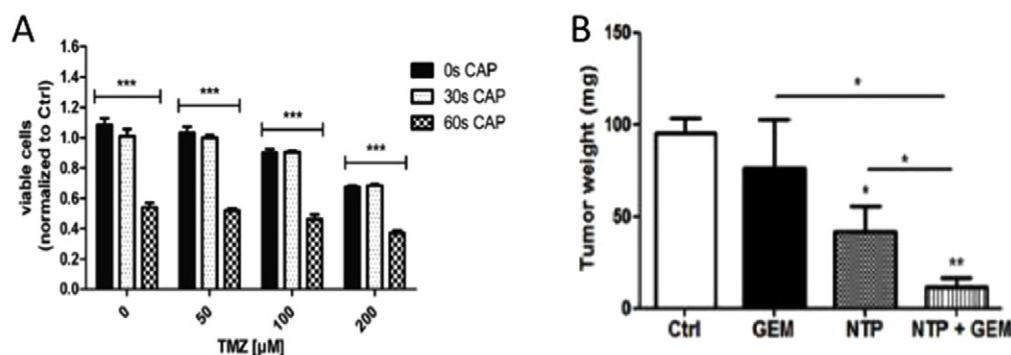 A
viable cells
(normalized to Ctrl)
1.6
1.4
1.2
1.0
0.8
0.6
0.4
0.2
0.0
***
***
***
***
0s CAP
30s CAP
60s CAP
0
50
100
200
TMZ [µM]
B
Tumor weight (mg)
150
100
50
0
*
*
*
**
Ctrl
GEM
NTP
NTP + GEM